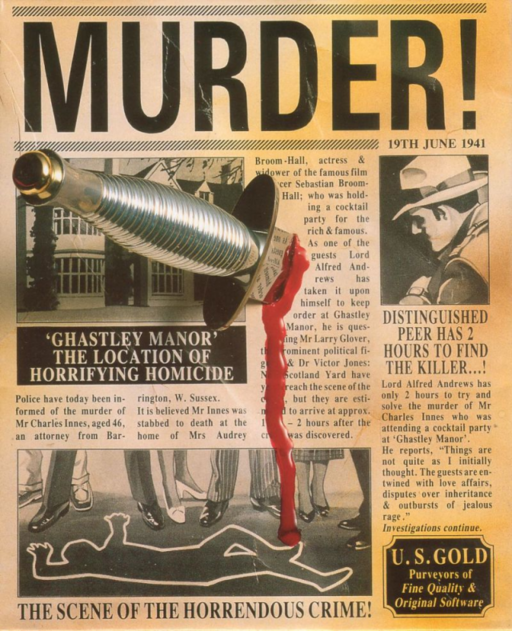 MURDER!
19TH JUNE 1941
'GHASTLEY MANOR'
THE LOCATION OF
HORRIFYING HOMICIDE
Police have today been in-
formed of the murder of
Mr Charles Innes, aged 46,
an attorney from Bar-
rington, W. Sussex.
It is believed Mr Innes was
stabbed to death at the
home of Mrs Audrey
Broom-Hall, actress &
widower of the famous film
cer Sebastian Broom-
Hall; who was hold-
ing a cocktail
party for the
rich & famous.
As one of the
guests Lord
Alfred And-
rews has
taken it upon
himself to keep
order at Ghastley
Manor, he is ques-
ing Mr Larry Glover,
rominent political fi-
& Dr Victor Jones:
Scotland Yard have
reach the scene of the
but they are esti-
to arrive at approx.
– 2 hours after the
was discovered.
DISTINGUISHED
PEER HAS 2
HOURS TO FIND
THE KILLER...!
Lord Alfred Andrews has
only 2 hours to try and
solve the murder of Mr
Charles Innes who was
attending a cocktail party
at 'Ghastley Manor'.
He reports, "Things are
not quite as I initially
thought. The guests are en-
twined with love affairs,
disputes over inheritance
& outbursts of jealous
rage."
Investigations continue.
THE SCENE OF THE HORRENDOUS CRIME!
U.S.GOLD
Purveyors of
Fine Quality &
Original Software